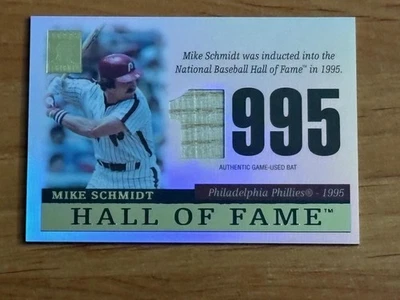 Mike Schmidt was inducted into the
National Baseball Hall of Fame™ in 1995.
1995
AUTHENTIC GAME-USED BAT
MIKE SCHMIDT
Philadelphia Phillies® - 1995
HALL OF FAME™